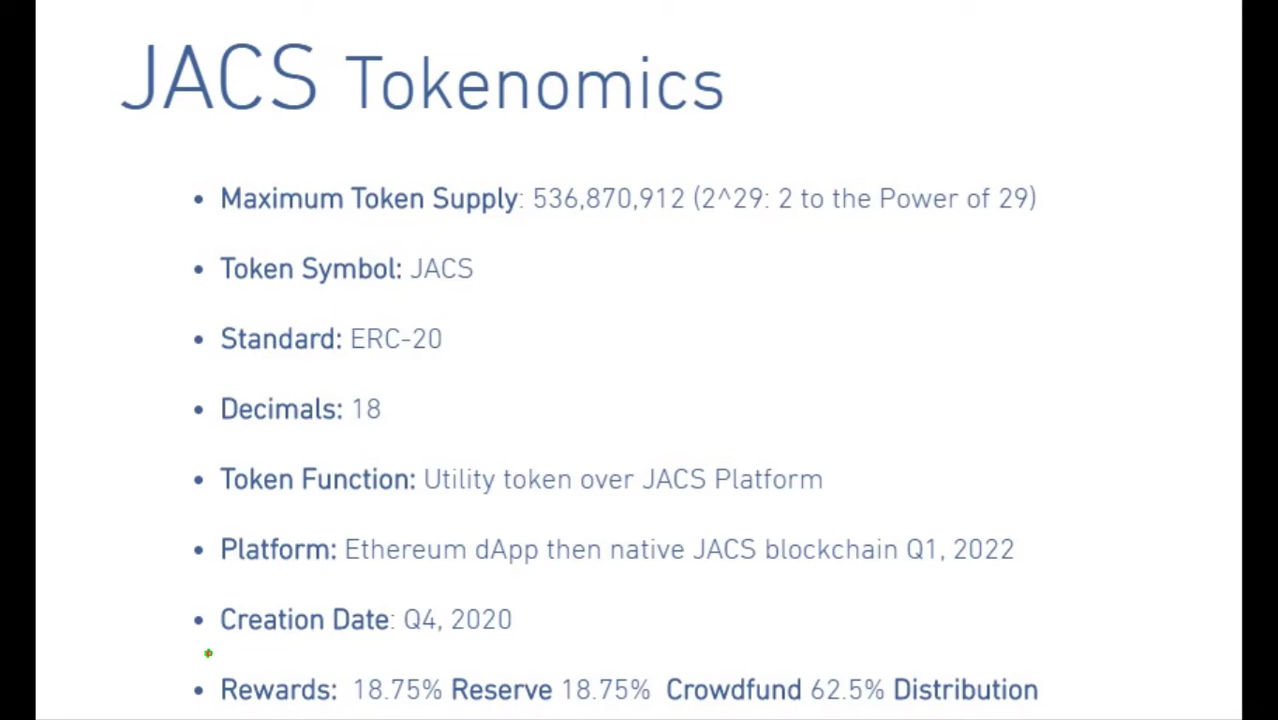 JACS Tokenomics
• Maximum Token Supply: 536,870,912 (2^29: 2 to the Power of 29)
• Token Symbol: JACS
• Standard: ERC-20
• Decimals: 18
• Token Function: Utility token over JACS Platform
• Platform: Ethereum dApp then native JACS blockchain Q1, 2022
• Creation Date: Q4, 2020
• Rewards: 18.75% Reserve 18.75% Crowdfund 62.5% Distribution